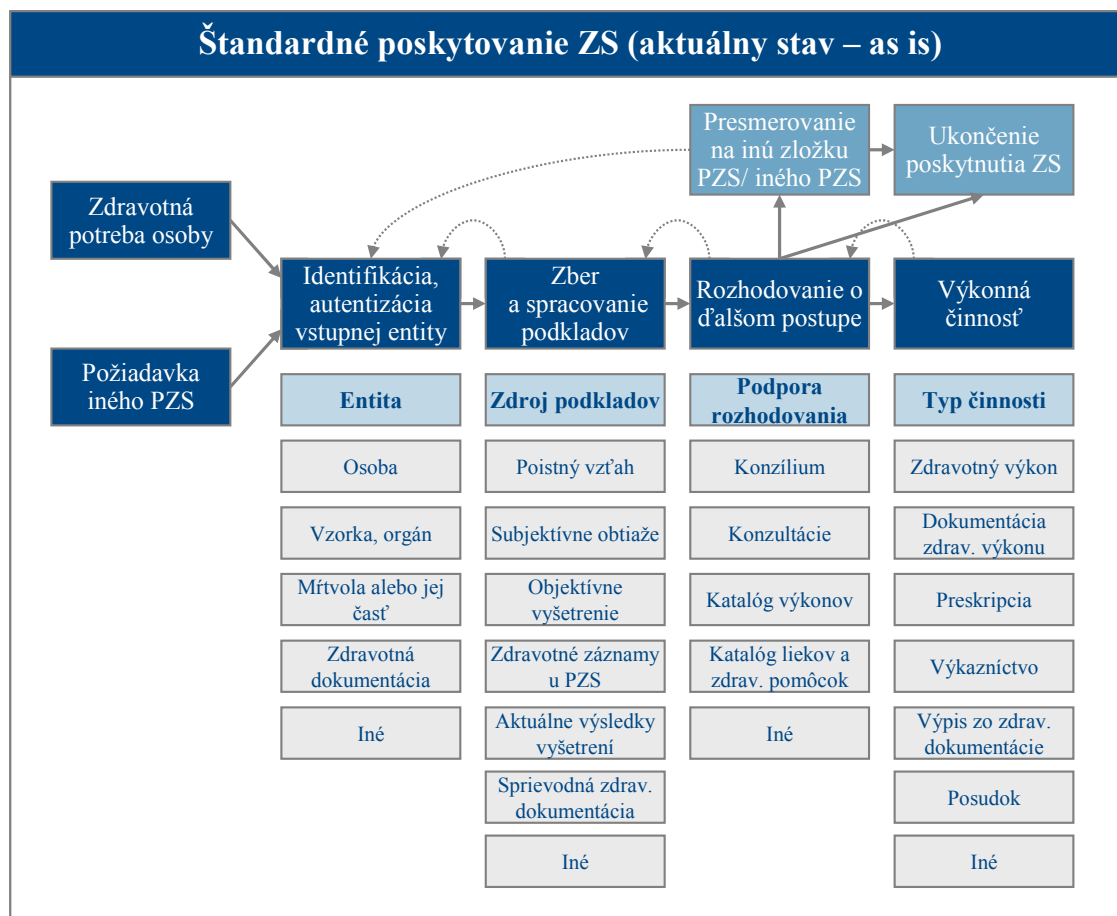 Štandardné poskytovanie ZS (aktuálny stav – as is)
Presmerovanie
na inú zložku
PZS/ iného PZS
Ukončenie
poskytnutia ZS
Zdravotná
potreba osoby
Požiadavka
iného PZS
Identifikácia,
autentizácia
vstupnej entity
Zber
a spracovanie
podkladov
Rozhodovanie o
ďalšom postupe
Výkonná
činnosť
Entita
Osoba
Vzorka, orgán
Mŕtvola alebo jej
časť
Zdravotná
dokumentácia
Iné
Zdroj podkladov
Poistný vzťah
Subjektívne obtiaže
Objektívne
vyšetrenie
Zdravotné záznamy
u PZS
Aktuálne výsledky
vyšetrení
Sprievodná zdrav.
dokumentácia
Iné
Podpora
rozhodovania
Konzílium
Konzultácie
Katalóg výkonov
Katalóg liekov a
zdrav. pomôcok
Iné
Typ činnosti
Zdravotný výkon
Dokumentácia
zdrav. výkonu
Preskripcia
Výkazníctvo
Výpis zo zdrav.
dokumentácie
Posudok
Iné